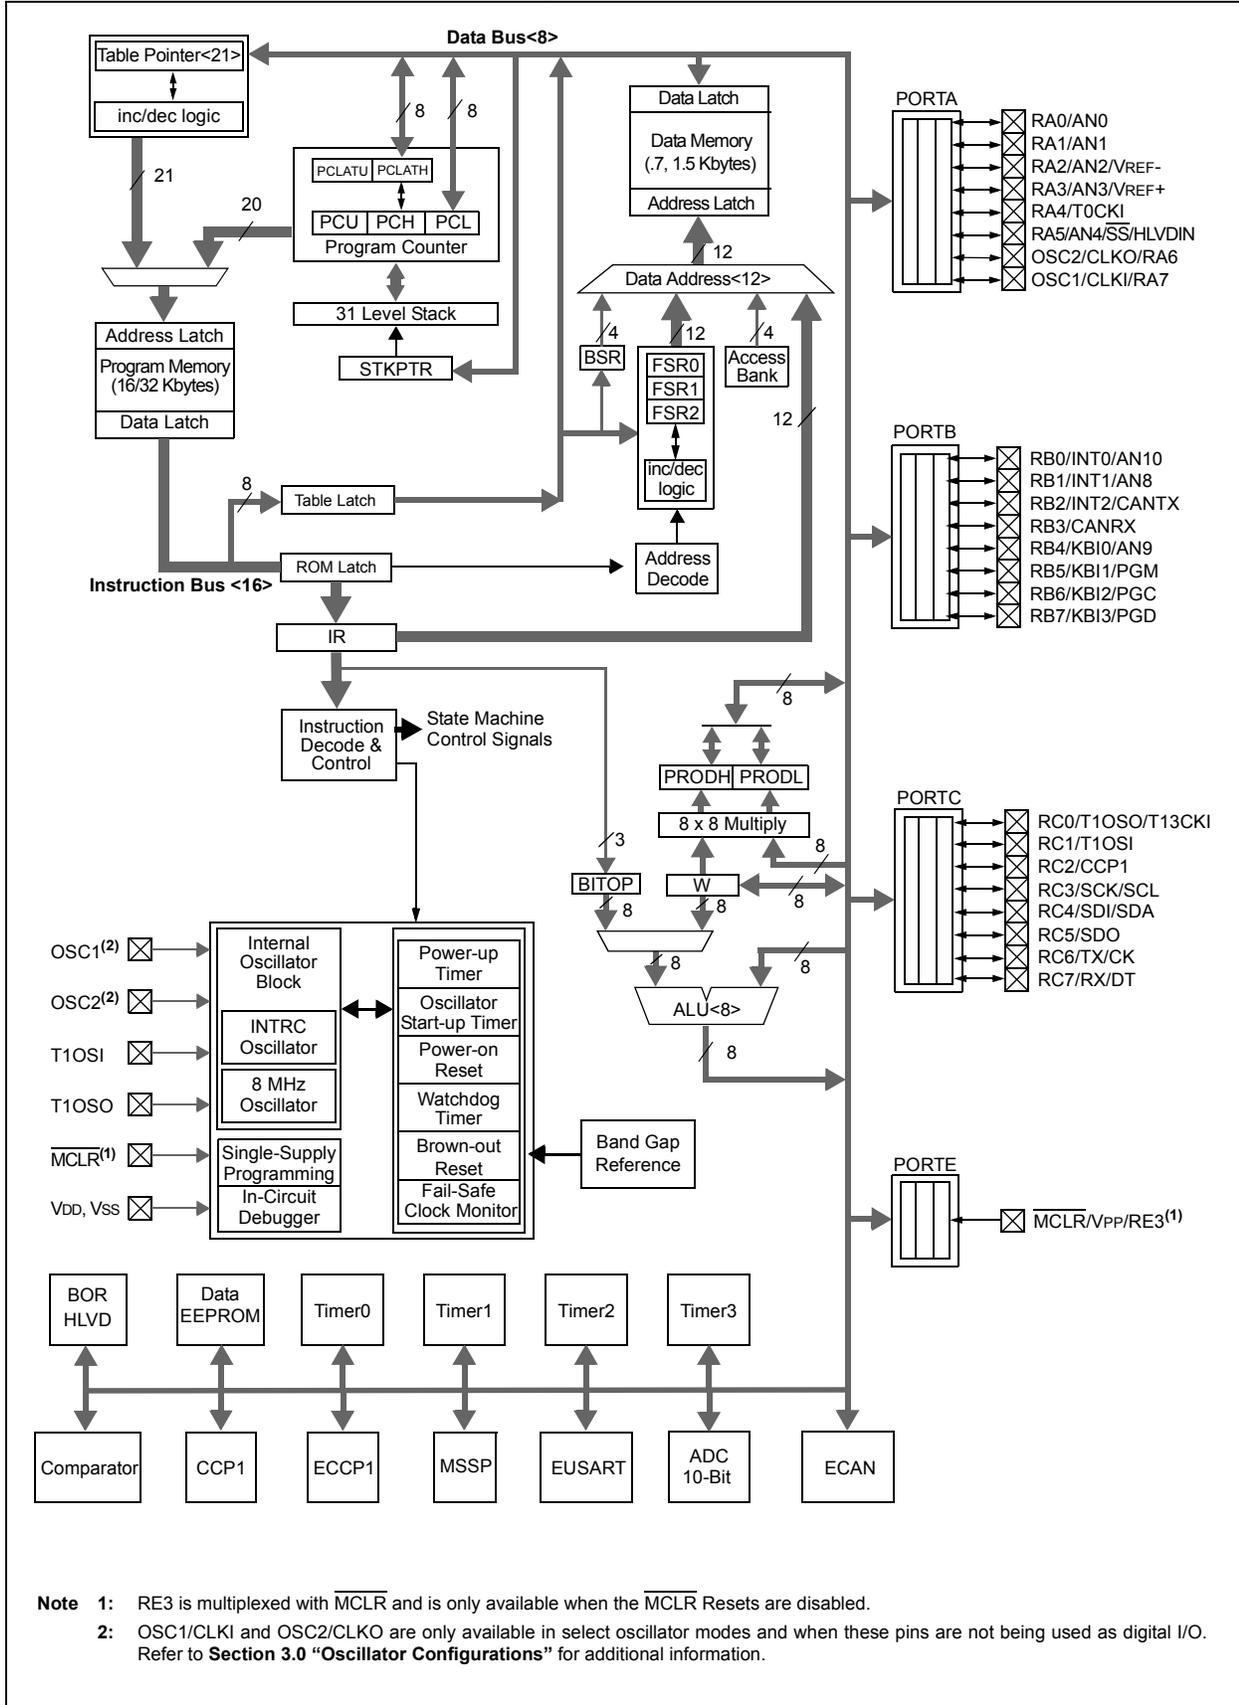 Data Bus<8>
Table Pointer<21>
inc/dec logic
21
20
8
8
PCLATU PCLATH
PCU PCH PCL
Program Counter
31 Level Stack
STKPTR
Address Latch
Program Memory
(16/32 Kbytes)
Data Latch
8
Table Latch
ROM Latch
Instruction Bus <16>
IR
Data Latch
Data Memory
(.7, 1.5 Kbytes)
Address Latch
12
Data Address<12>
4
12
4
BSR
FSR0
FSR1
FSR2
Access
Bank
inc/dec
logic
12
Address
Decode
Instruction
Decode &
Control
State Machine
Control Signals
8
PRODH PRODL
8 x 8 Multiply
8
3
BITOP
W
8
8
8
8
8
ALU<8>
8
PORTA
RA0/AN0
RA1/AN1
RA2/AN2/VREF-
RA3/AN3/VREF+
RA4/T0CKI
RA5/AN4/SS/HLVDIN
OSC2/CLKO/RA6
OSC1/CLKI/RA7
PORTB
RB0/INT0/AN10
RB1/INT1/AN8
RB2/INT2/CANTX
RB3/CANRX
RB4/KBI0/AN9
RB5/KBI1/PGM
RB6/KBI2/PGC
RB7/KBI3/PGD
PORTC
RC0/T1OSO/T13CKI
RC1/T1OSI
RC2/CCP1
RC3/SCK/SCL
RC4/SDI/SDA
RC5/SDO
RC6/TX/CK
RC7/RX/DT
PORTE
MCLR/VPP/RE3(1)
OSC1(2)
OSC2(2)
T1OSI
T1OSO
MCLR(1)
VDD, VSS
Internal
Oscillator
Block
INTRC
Oscillator
8 MHz
Oscillator
Single-Supply
Programming
In-Circuit
Debugger
Power-up
Timer
Oscillator
Start-up Timer
Power-on
Reset
Watchdog
Timer
Brown-out
Reset
Fail-Safe
Clock Monitor
Band Gap
Reference
BOR
HLVD
Data
EEPROM
Timer0
Timer1
Timer2
Timer3
Comparator
CCP1
ECCP1
MSSP
EUSART
ADC
10-Bit
ECAN
Note 1: RE3 is multiplexed with MCLR and is only available when the MCLR Resets are disabled.
2: OSC1/CLKI and OSC2/CLKO are only available in select oscillator modes and when these pins are not being used as digital I/O.
Refer to Section 3.0 “Oscillator Configurations” for additional information.